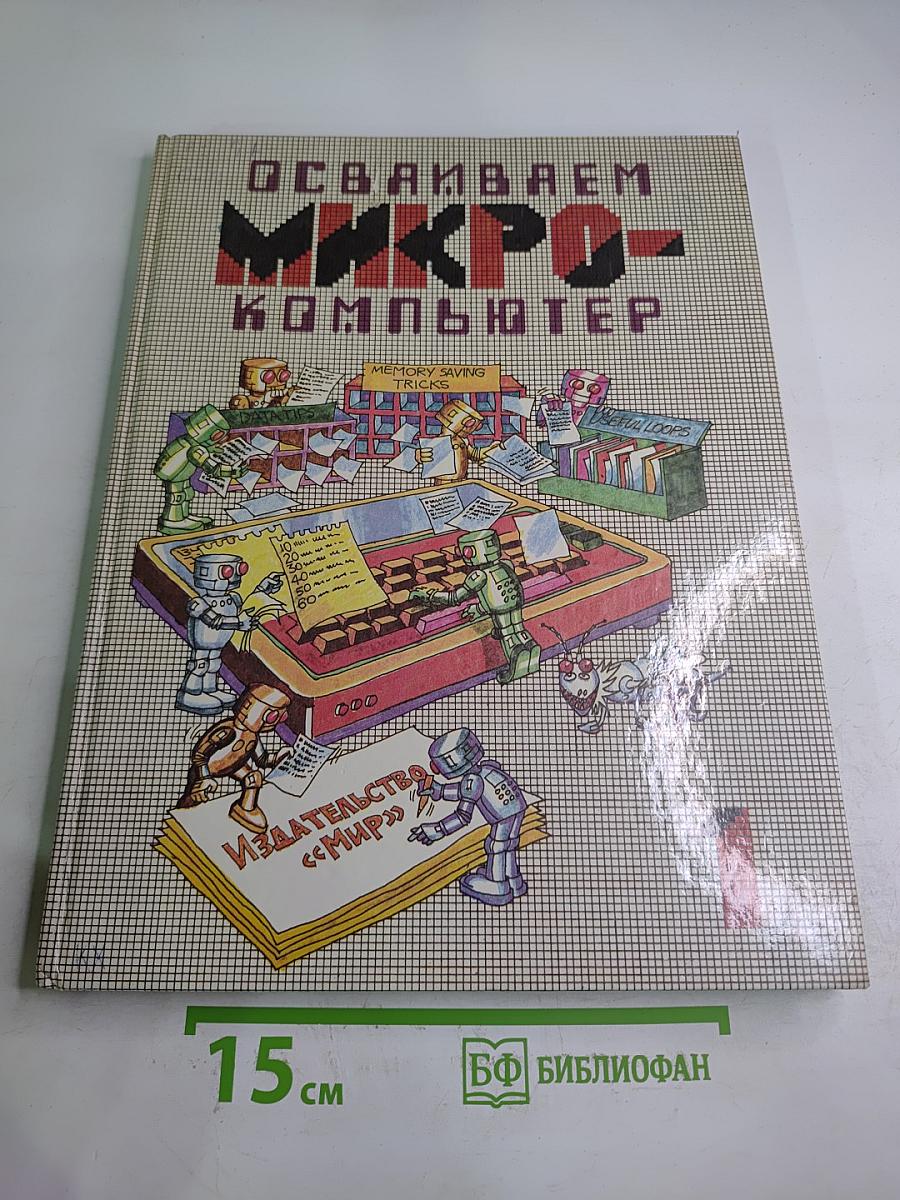 ОСВАИВАЕМ
МИКРО-
КОМПЬЮТЕР
MEMORY SAVING
TRICKS
DATA TIPS
USEFUL LOOPS
10
20
30
40
50
60
ИЗДАТЕЛЬСТВО
«МИР»
1
15 см
БФ БИБЛИОФАН